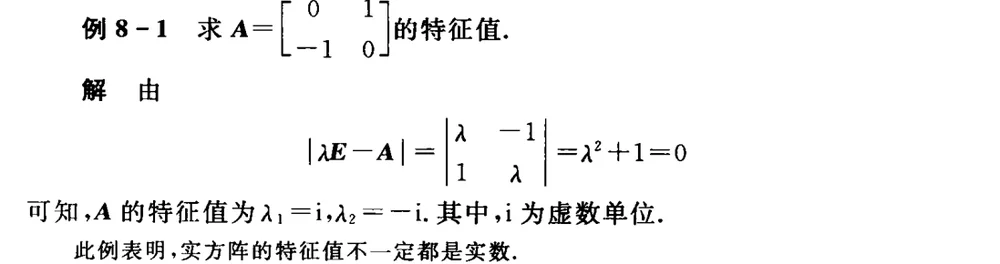 例 8-1 求 A=[0 1; -1 0]的特征值.
解 由
|λE-A|=|λ -1; 1 λ|=λ²+1=0
可知,A 的特征值为 λ₁=i,λ₂=-i. 其中,i 为虚数单位.
此例表明,实方阵的特征值不一定都是实数.